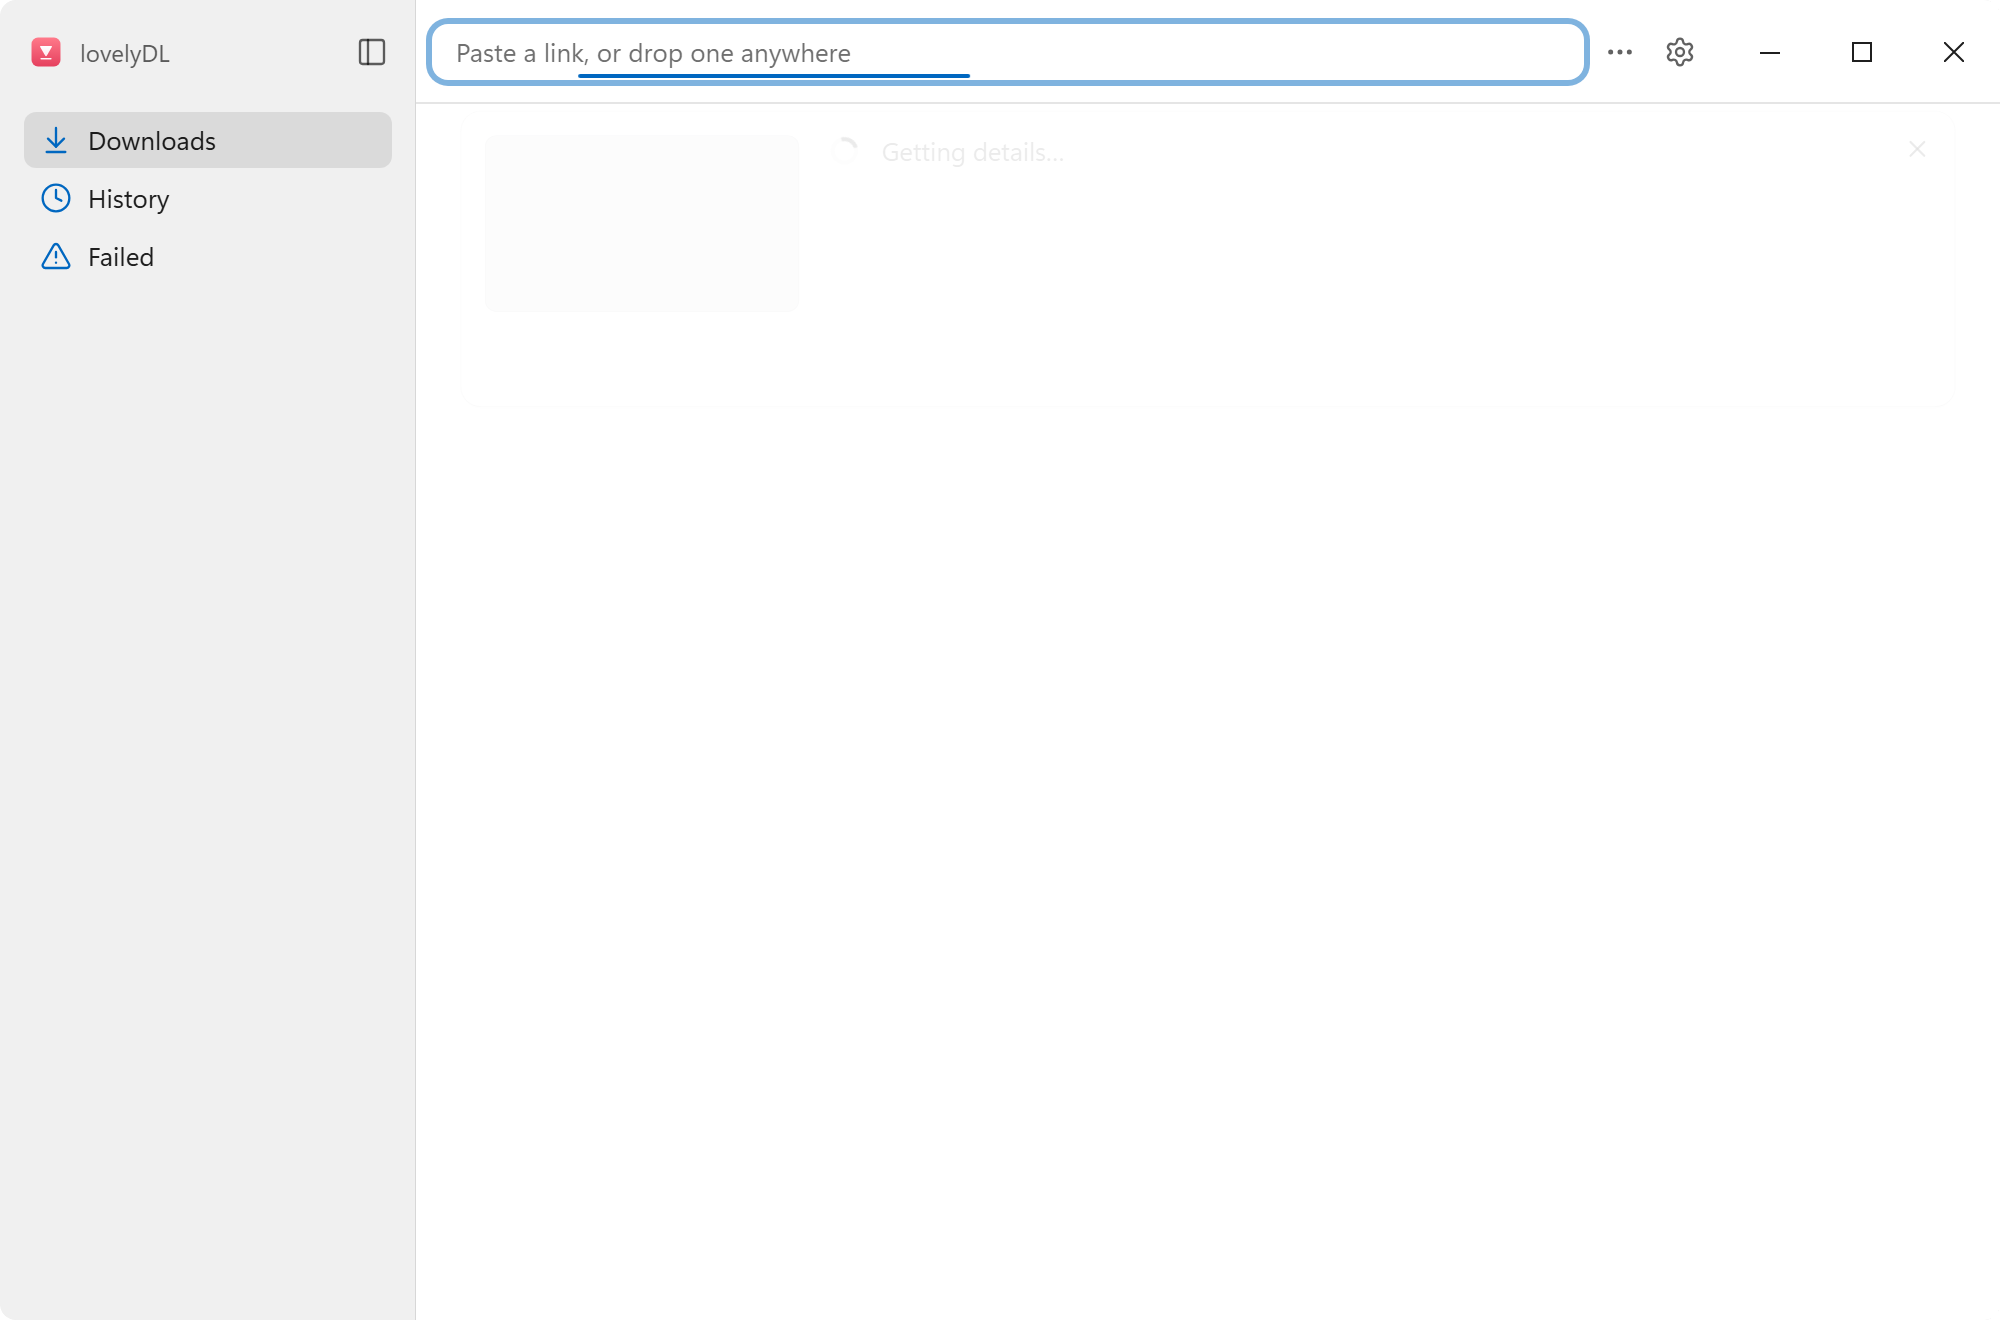 lovelyDL
Paste a link, or drop one anywhere
Downloads
History
Failed
Getting details...